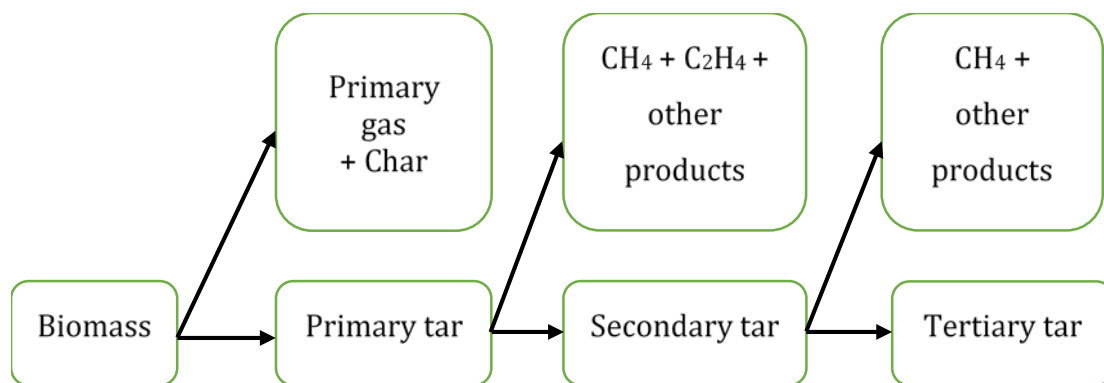 Primary
gas
+ Char
CH₄ + C₂H₄ +
other
products
CH₄ +
other
products
Biomass
Primary tar
Secondary tar
Tertiary tar